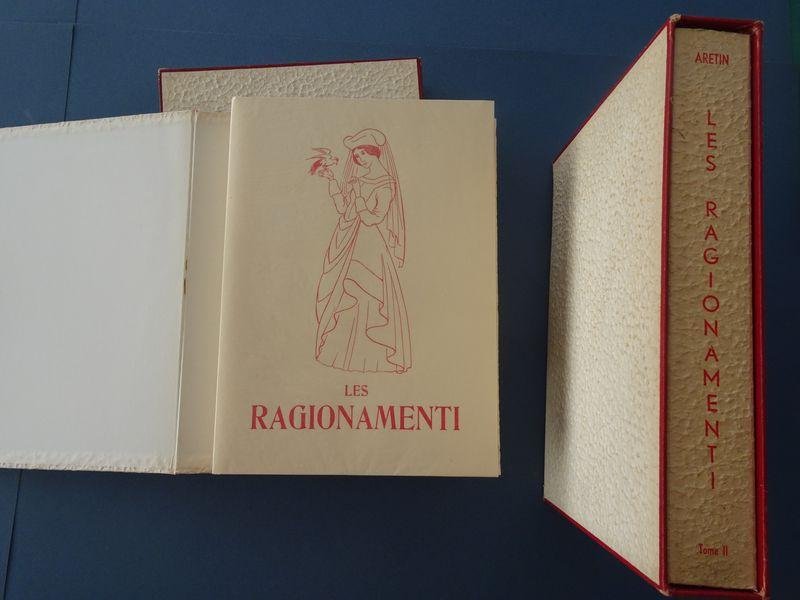 LES
RAGIONAMENTI
ARETIN
LES RAGIONAMENTI
Tome II